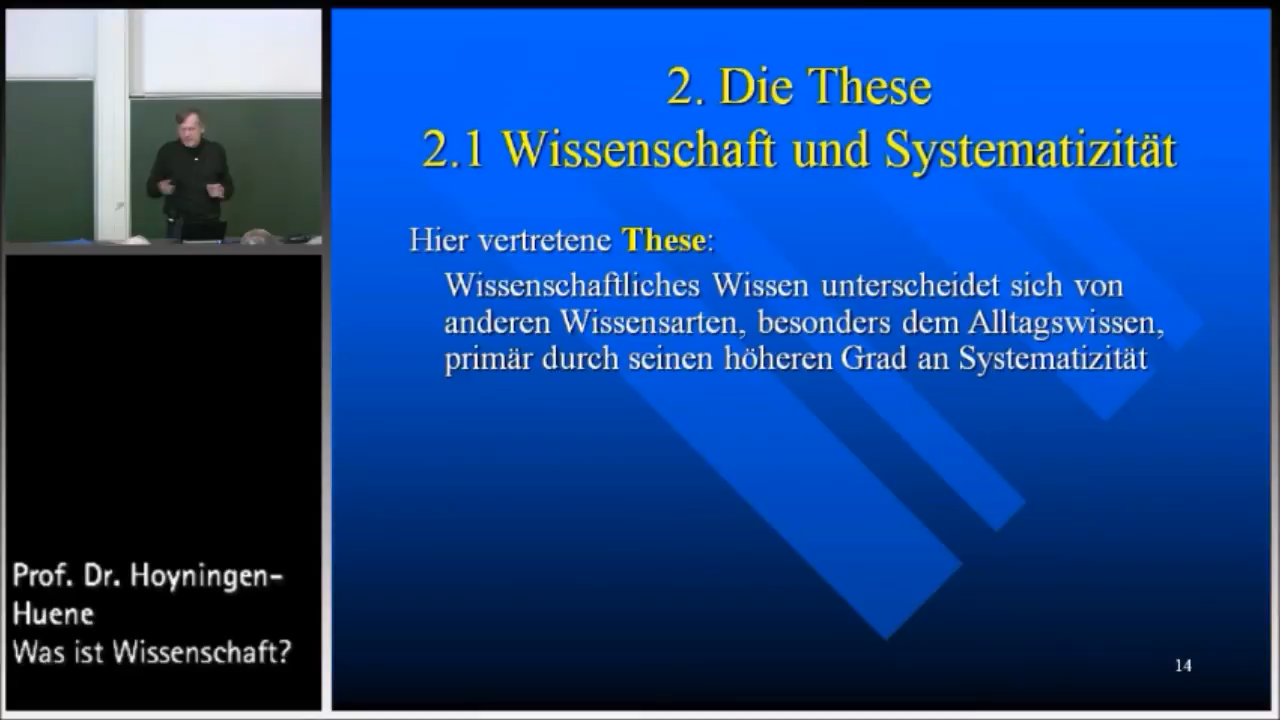 2. Die These
2.1 Wissenschaft und Systematizität
Hier vertretene These:
Wissenschaftliches Wissen unterscheidet sich von
anderen Wissensarten, besonders dem Alltagswissen,
primär durch seinen höheren Grad an Systematizität
14
Prof. Dr. Hoyningen-
Huene
Was ist Wissenschaft?